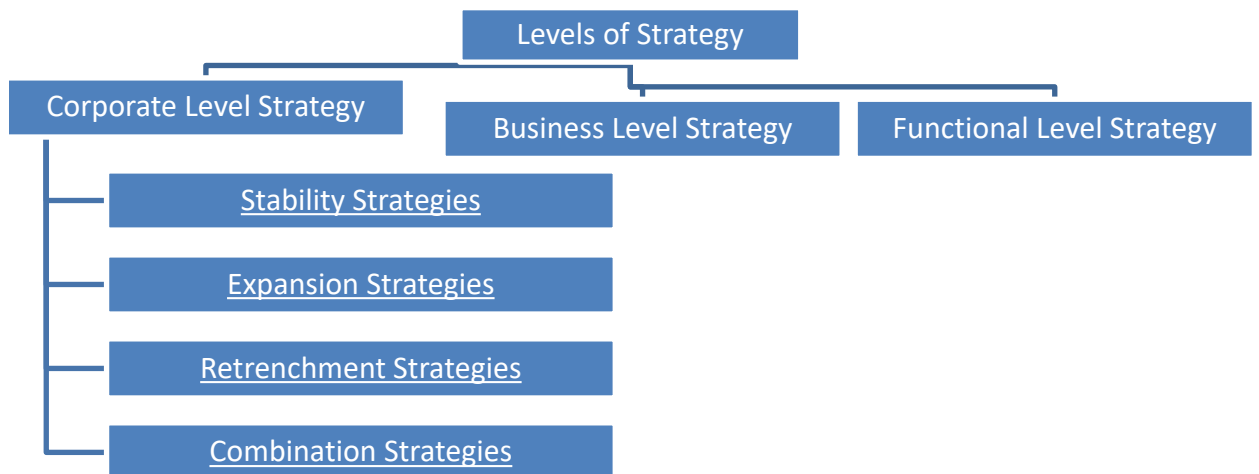 Levels of Strategy
Corporate Level Strategy
Business Level Strategy
Functional Level Strategy
Stability Strategies
Expansion Strategies
Retrenchment Strategies
Combination Strategies